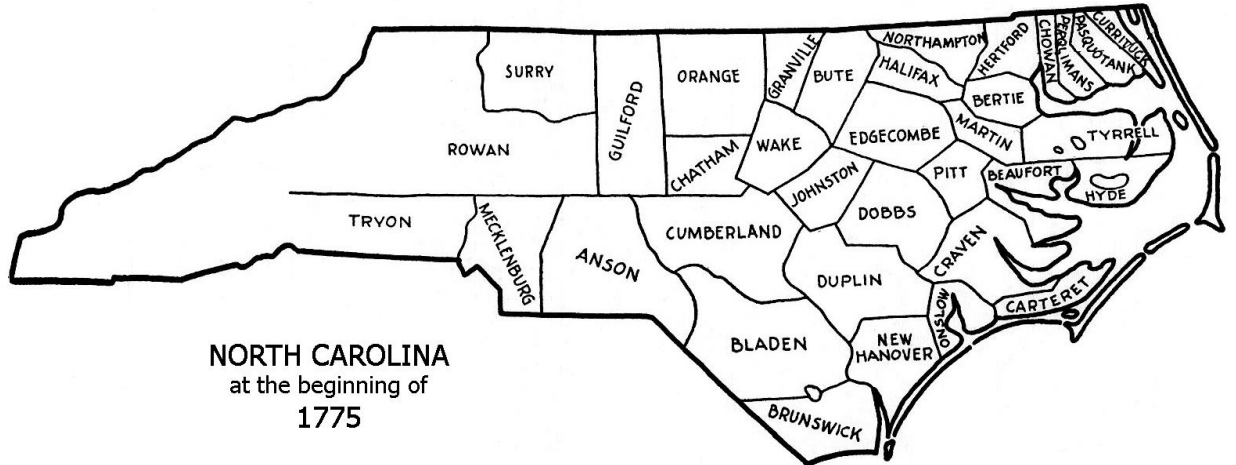 SURRY
GUILFORD
ORANGE
GRANVILLE
BUTE
NORTHAMPTON
HALIFAX
HERTFORD
CHOWAN
PERQUIMANS
PASQUOTANK
CURRITUCK
BERTIE
MARTIN
TYRRELL
ROWAN
CHATHAM
WAKE
EDGECOMBE
JOHNSTON
PITT
BEAUFORT
HYDE
TRYON
MECKLENBURG
ANSON
CUMBERLAND
DOBBS
CRAVEN
DUPLIN
ONSLOW
CARTERET
BLADEN
NEW
HANOVER
BRUNSWICK
NORTH CAROLINA
at the beginning of
1775